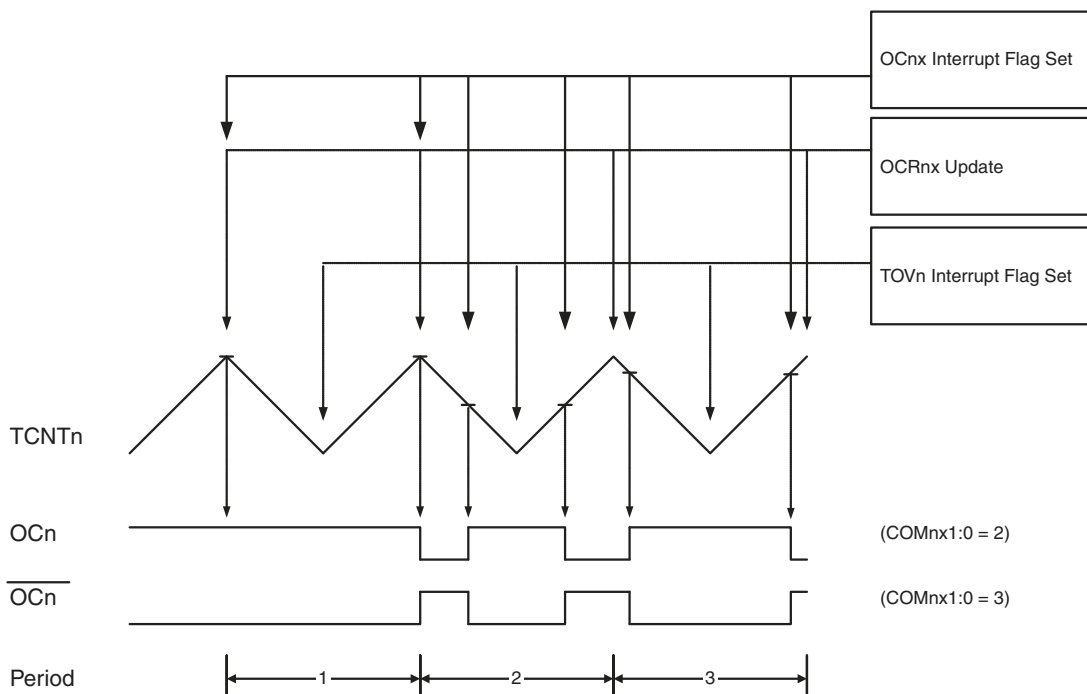 OCnx Interrupt Flag Set
OCRnx Update
TOVn Interrupt Flag Set
TCNTn
OCn
(COMnx1:0 = 2)
OCn
(COMnx1:0 = 3)
Period
1
2
3